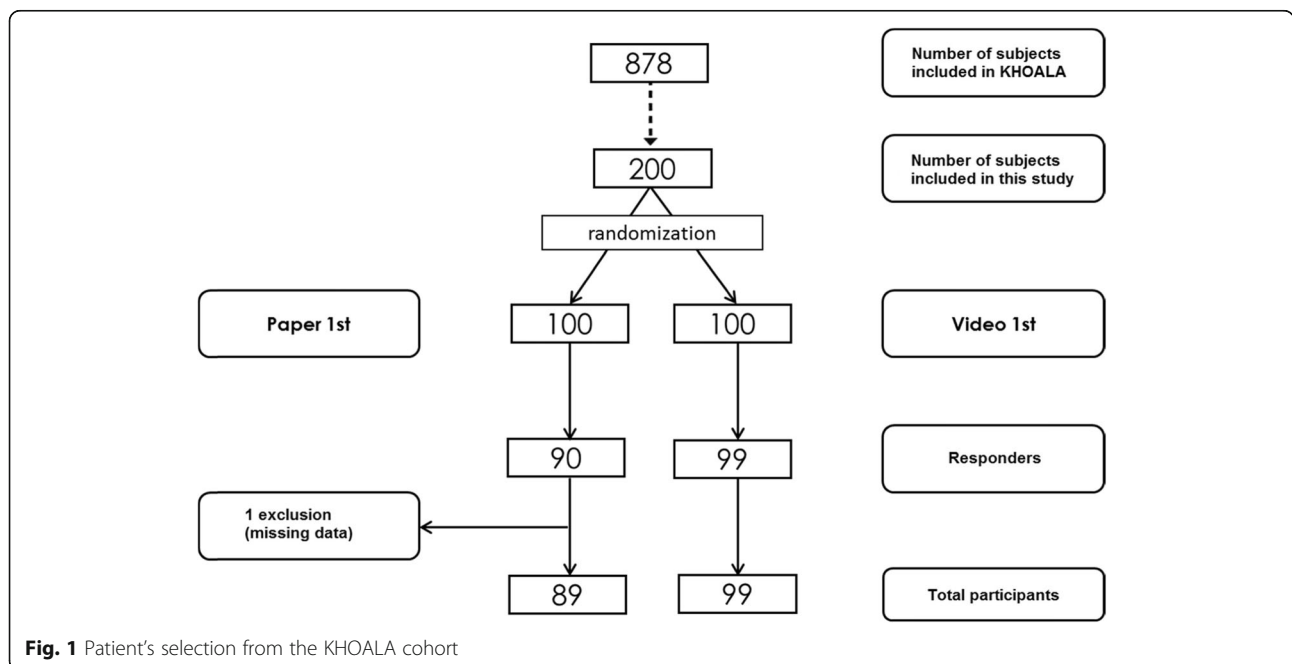 878
Number of subjects
included in KHOALA
200
Number of subjects
included in this study
randomization
Paper 1st
100
100
Video 1st
90
99
Responders
1 exclusion
(missing data)
89
99
Total participants
Fig. 1 Patient's selection from the KHOALA cohort